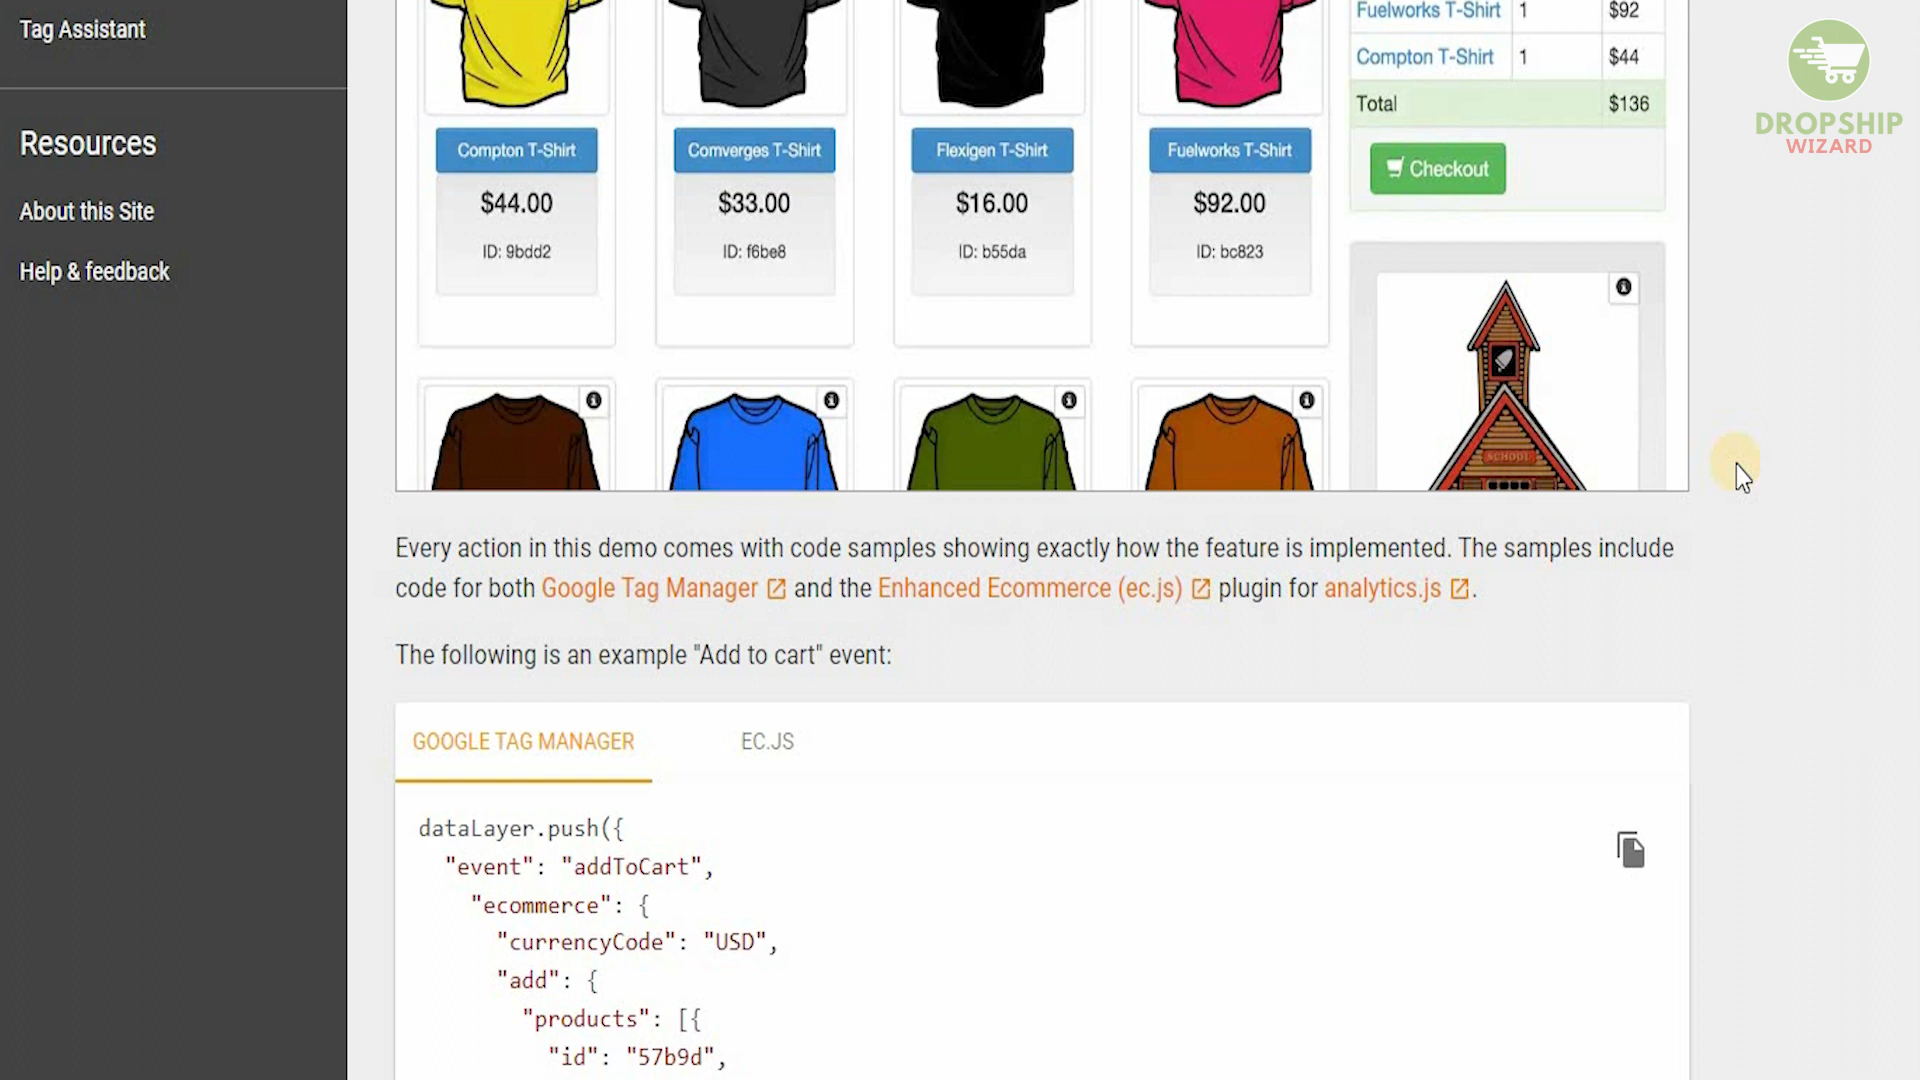 Tag Assistant
Resources
About this Site
Help & feedback
Fuelworks T-Shirt 1 $92
Compton T-Shirt 1 $44
Total $136
Checkout
DROPSHIP
WIZARD
Compton T-Shirt
$44.00
ID: 9bdd2
Comverges T-Shirt
$33.00
ID: f6be8
Flexigen T-Shirt
$16.00
ID: b55da
Fuelworks T-Shirt
$92.00
ID: bc823
SCHOOL
Every action in this demo comes with code samples showing exactly how the feature is implemented. The samples include
code for both Google Tag Manager and the Enhanced Ecommerce (ec.js) plugin for analytics.js.
The following is an example "Add to cart" event:
GOOGLE TAG MANAGER
EC.JS
dataLayer.push({
"event": "addToCart",
"ecommerce": {
"currencyCode": "USD",
"add": {
"products": [{
"id": "57b9d",